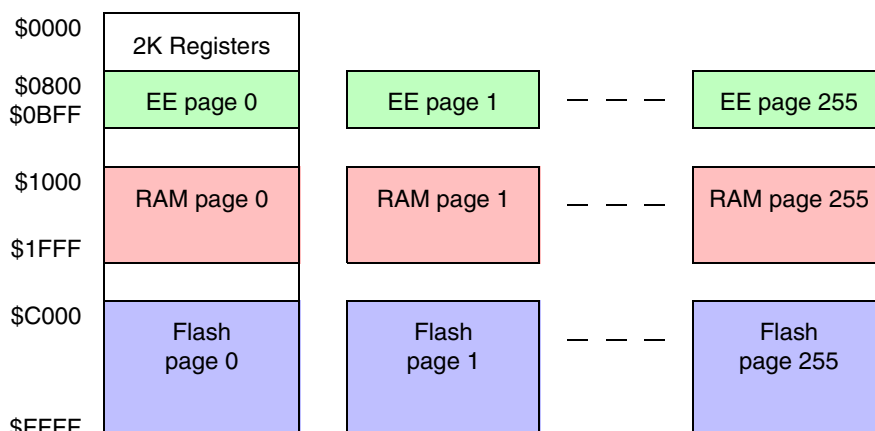 $0000
2K Registers
$0800
$0BFF
EE page 0
EE page 1
EE page 255
$1000
RAM page 0
RAM page 1
RAM page 255
$1FFF
$C000
Flash
page 0
Flash
page 1
Flash
page 255
$FFFF